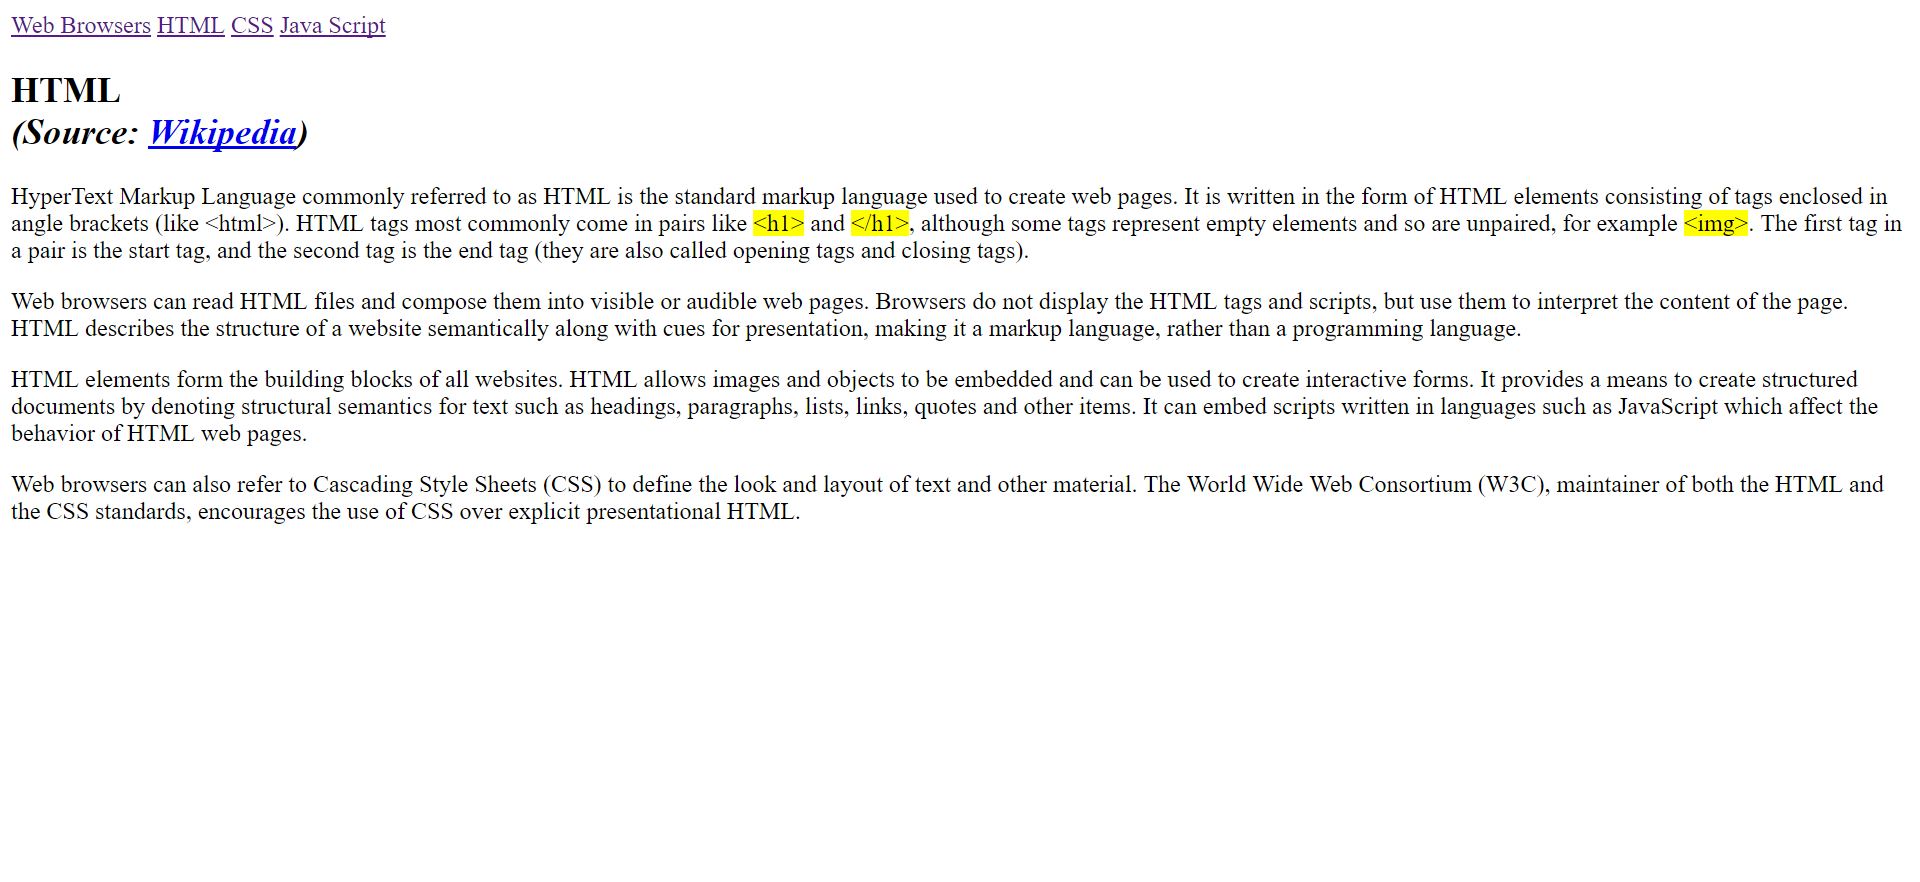 Web Browsers HTML CSS Java Script
HTML
(Source: Wikipedia)
HyperText Markup Language commonly referred to as HTML is the standard markup language used to create web pages. It is written in the form of HTML elements consisting of tags enclosed in
angle brackets (like <html>). HTML tags most commonly come in pairs like <h1> and </h1>, although some tags represent empty elements and so are unpaired, for example <img>. The first tag in
a pair is the start tag, and the second tag is the end tag (they are also called opening tags and closing tags).
Web browsers can read HTML files and compose them into visible or audible web pages. Browsers do not display the HTML tags and scripts, but use them to interpret the content of the page.
HTML describes the structure of a website semantically along with cues for presentation, making it a markup language, rather than a programming language.
HTML elements form the building blocks of all websites. HTML allows images and objects to be embedded and can be used to create interactive forms. It provides a means to create structured
documents by denoting structural semantics for text such as headings, paragraphs, lists, links, quotes and other items. It can embed scripts written in languages such as JavaScript which affect the
behavior of HTML web pages.
Web browsers can also refer to Cascading Style Sheets (CSS) to define the look and layout of text and other material. The World Wide Web Consortium (W3C), maintainer of both the HTML and
the CSS standards, encourages the use of CSS over explicit presentational HTML.